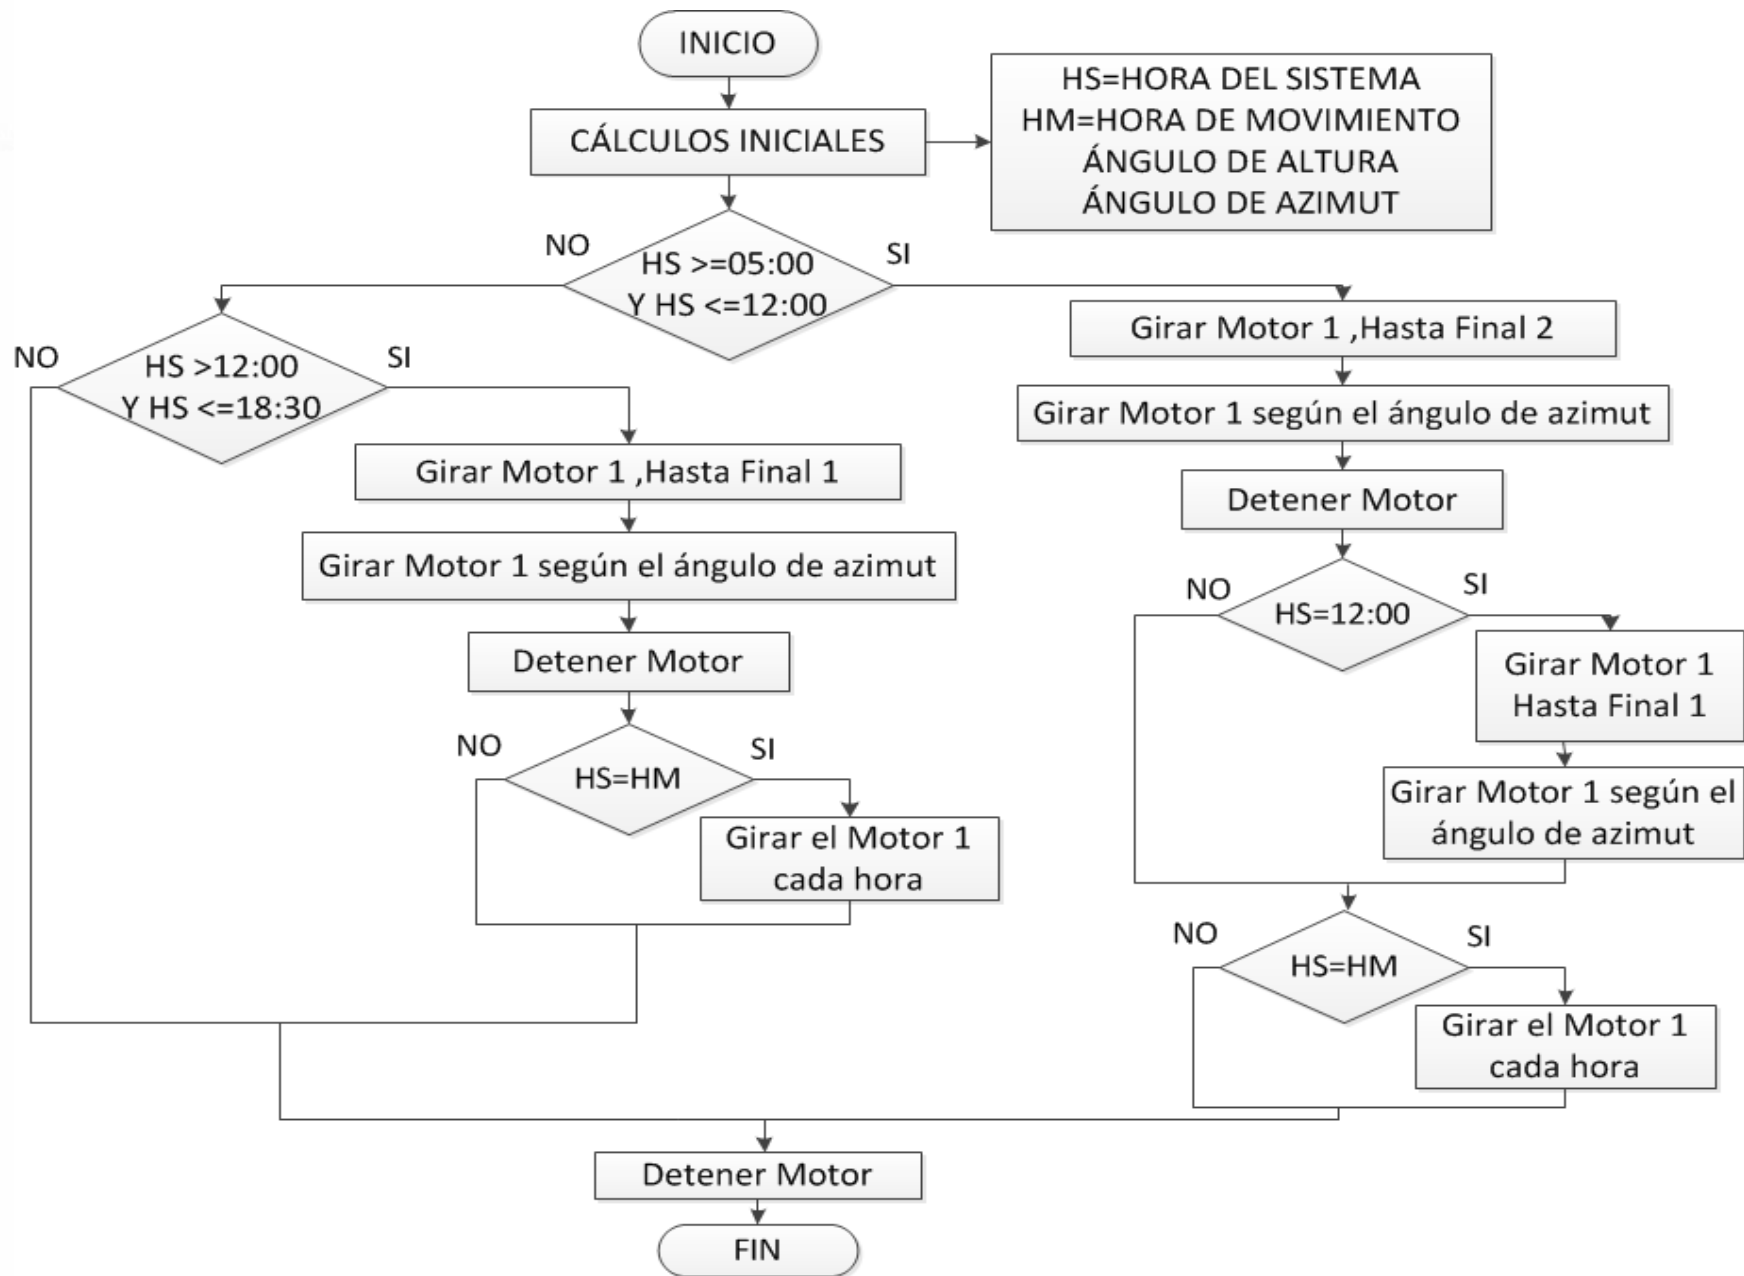 INICIO
CÁLCULOS INICIALES
HS=HORA DEL SISTEMA
HM=HORA DE MOVIMIENTO
ÁNGULO DE ALTURA
ÁNGULO DE AZIMUT
NO
SI
HS >=05:00
Y HS <=12:00
NO
SI
HS >12:00
Y HS <=18:30
Girar Motor 1 ,Hasta Final 1
Girar Motor 1 según el ángulo de azimut
Detener Motor
NO
SI
HS=HM
Girar el Motor 1
cada hora
Girar Motor 1 ,Hasta Final 2
Girar Motor 1 según el ángulo de azimut
Detener Motor
NO
SI
HS=12:00
Girar Motor 1
Hasta Final 1
Girar Motor 1 según el
ángulo de azimut
NO
SI
HS=HM
Girar el Motor 1
cada hora
Detener Motor
FIN